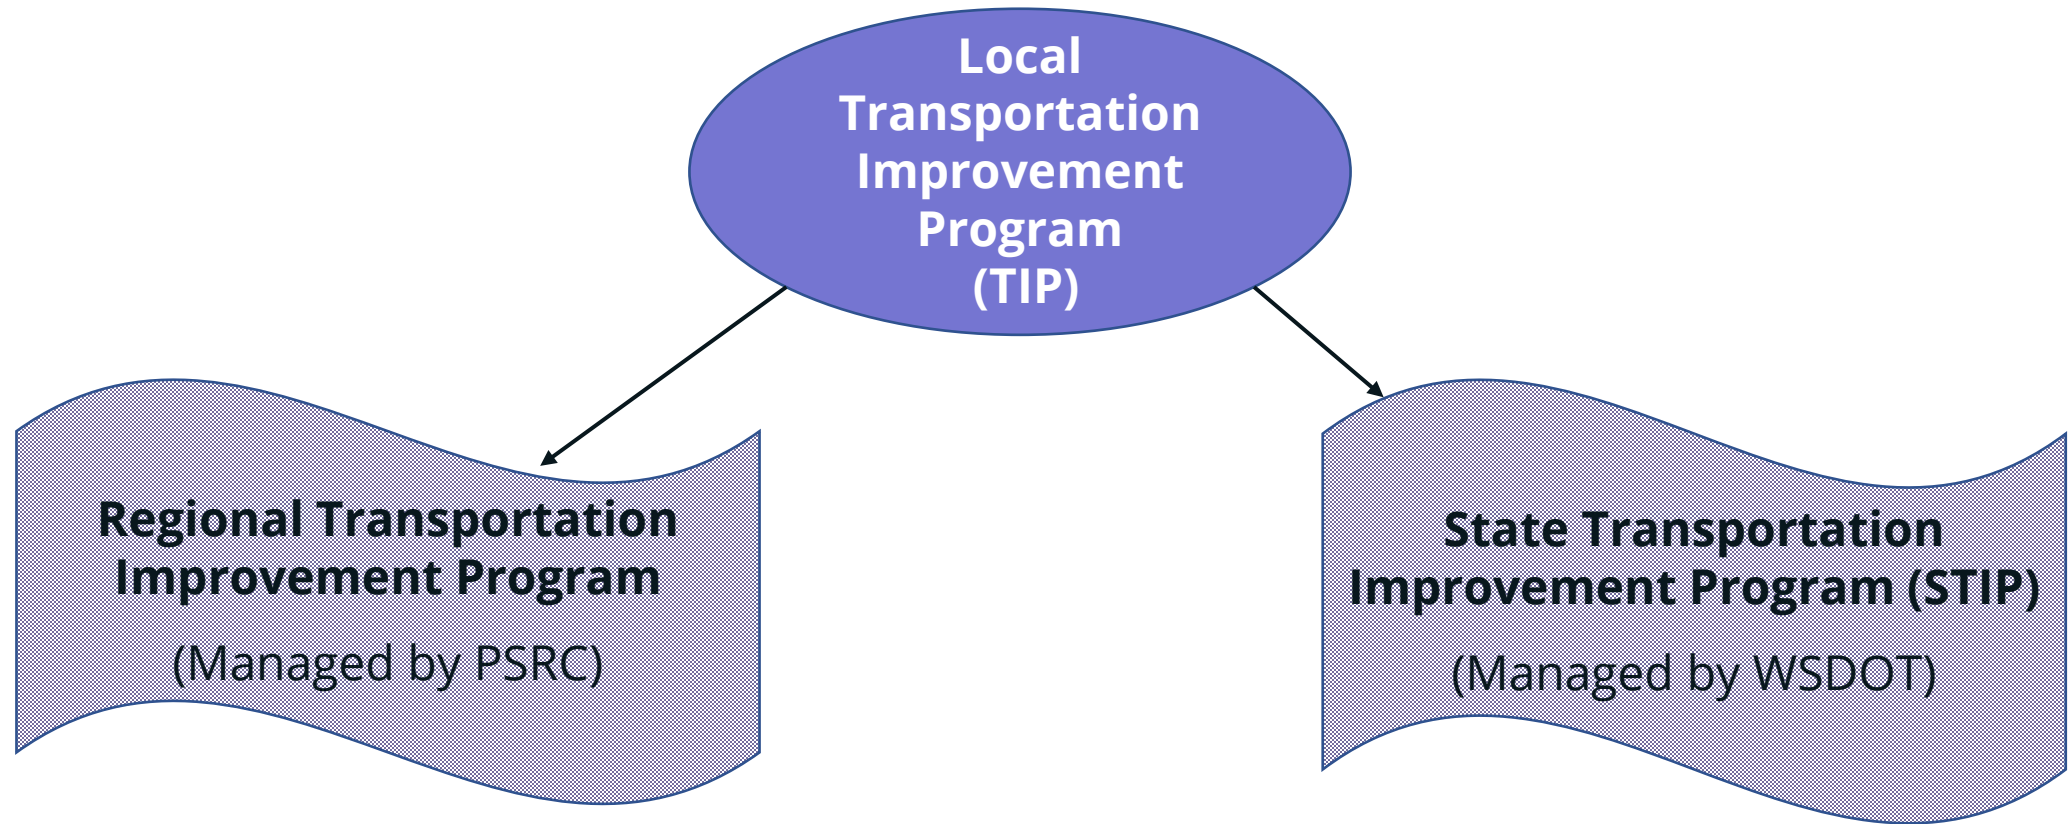 Local
Transportation
Improvement
Program
(TIP)
Regional Transportation
Improvement Program
(Managed by PSRC)
State Transportation
Improvement Program (STIP)
(Managed by WSDOT)